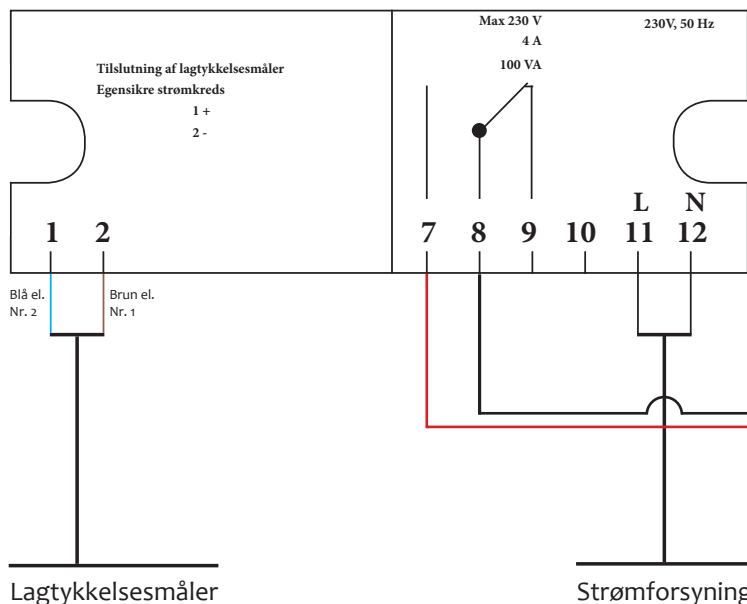 Max 230 V
4 A
100 VA
230V, 50 Hz
Tilslutning af lagtykkelsesmåler
Egensikre strømkreds
1 +
2 -
L N
1 2 7 8 9 10 11 12
Blå el.
Nr. 2
Brun el.
Nr. 1
Lagtykkelsesmåler
Strømforsyning